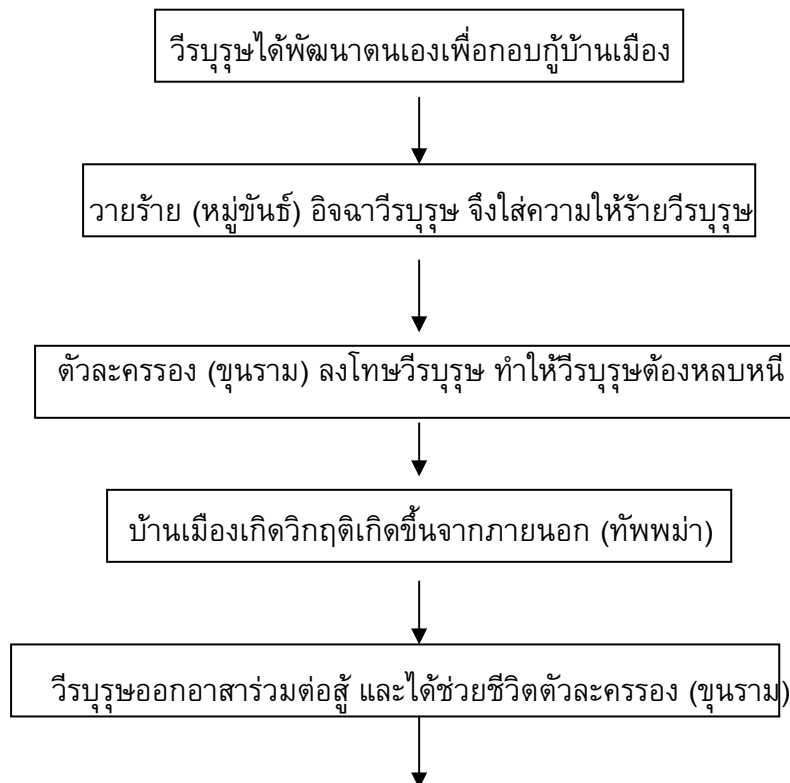 วีรบุรุษได้พัฒนาตนเองเพื่อกอบกู้บ้านเมือง
วายร้าย (หมู่ขันธ์) อิจฉาวีรบุรุษ จึงใส่ความให้ร้ายวีรบุรุษ
ตัวละครรอง (ขุนราม) ลงโทษวีรบุรุษ ทำให้วีรบุรุษต้องหลบหนี
บ้านเมืองเกิดวิกฤติเกิดขึ้นจากภายนอก (ทัพพม่า)
วีรบุรุษออกอาสาร่วมต่อสู้ และได้ช่วยชีวิตตัวละครรอง (ขุนราม)